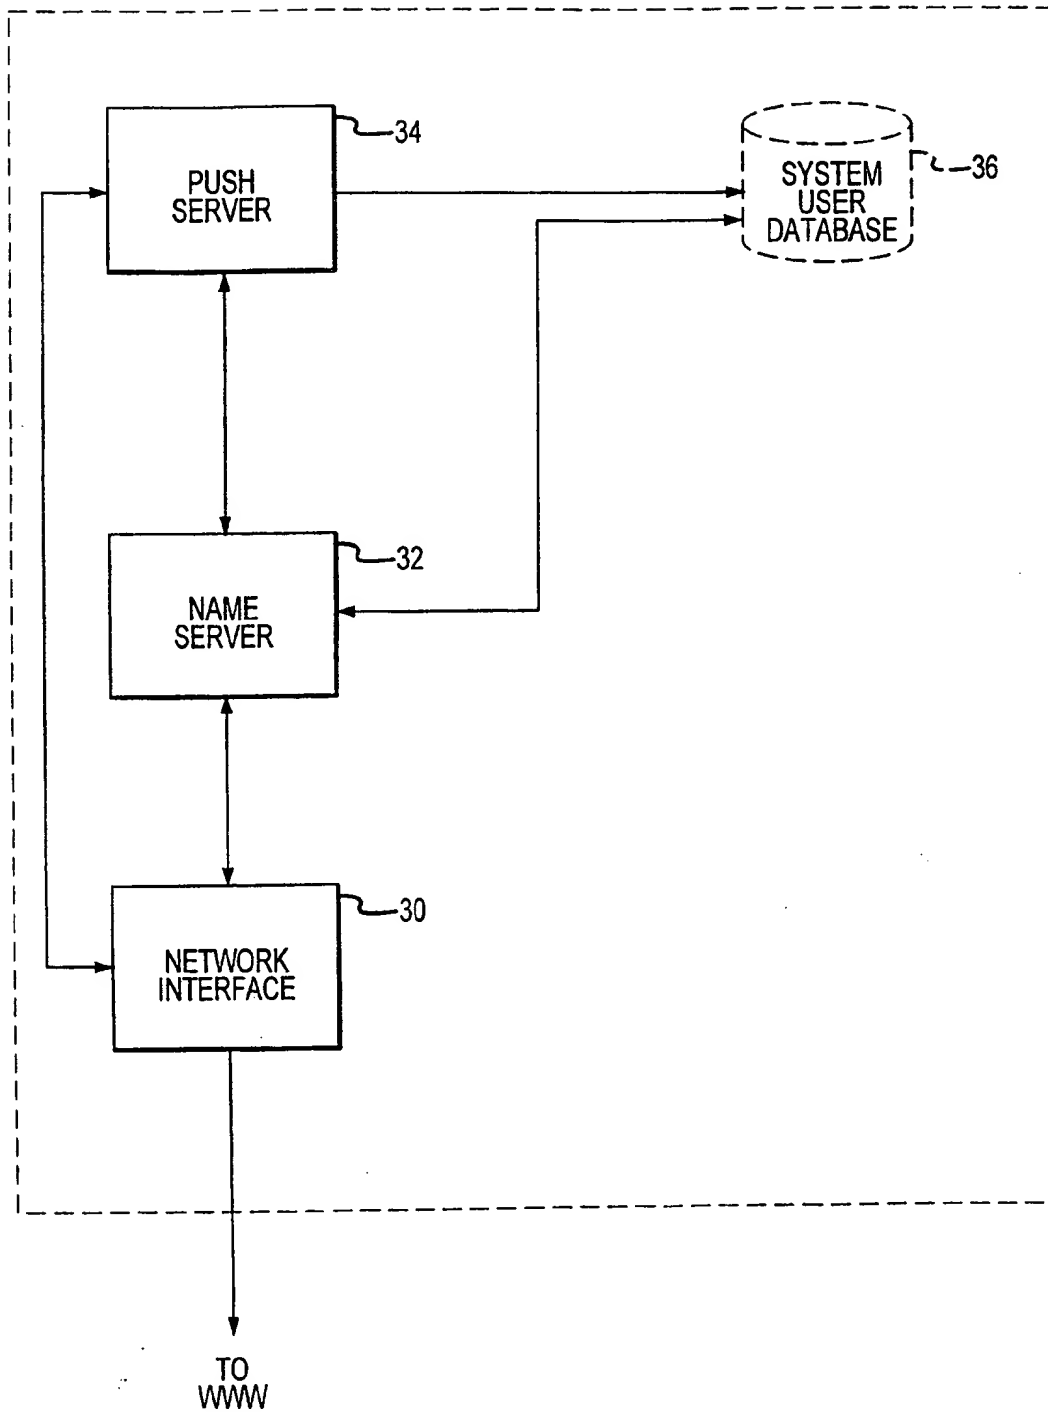 34
PUSH
SERVER
36
SYSTEM
USER
DATABASE
32
NAME
SERVER
30
NETWORK
INTERFACE
TO
WWW